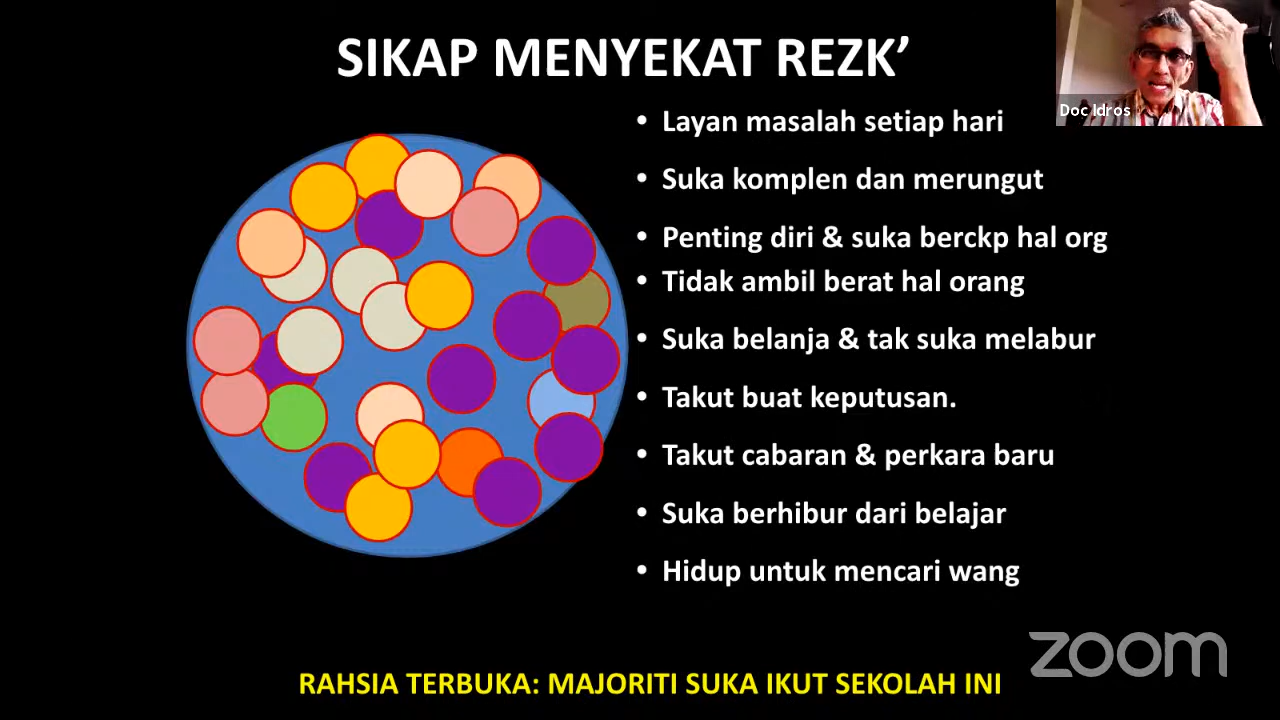 SIKAP MENYEKAT REZK’
Doc Idros
• Layan masalah setiap hari
• Suka komplen dan merungut
• Penting diri & suka berckp hal org
• Tidak ambil berat hal orang
• Suka belanja & tak suka melabur
• Takut buat keputusan.
• Takut cabaran & perkara baru
• Suka berhibur dari belajar
• Hidup untuk mencari wang
zoom
RAHSIA TERBUKA: MAJORITI SUKA IKUT SEKOLAH INI